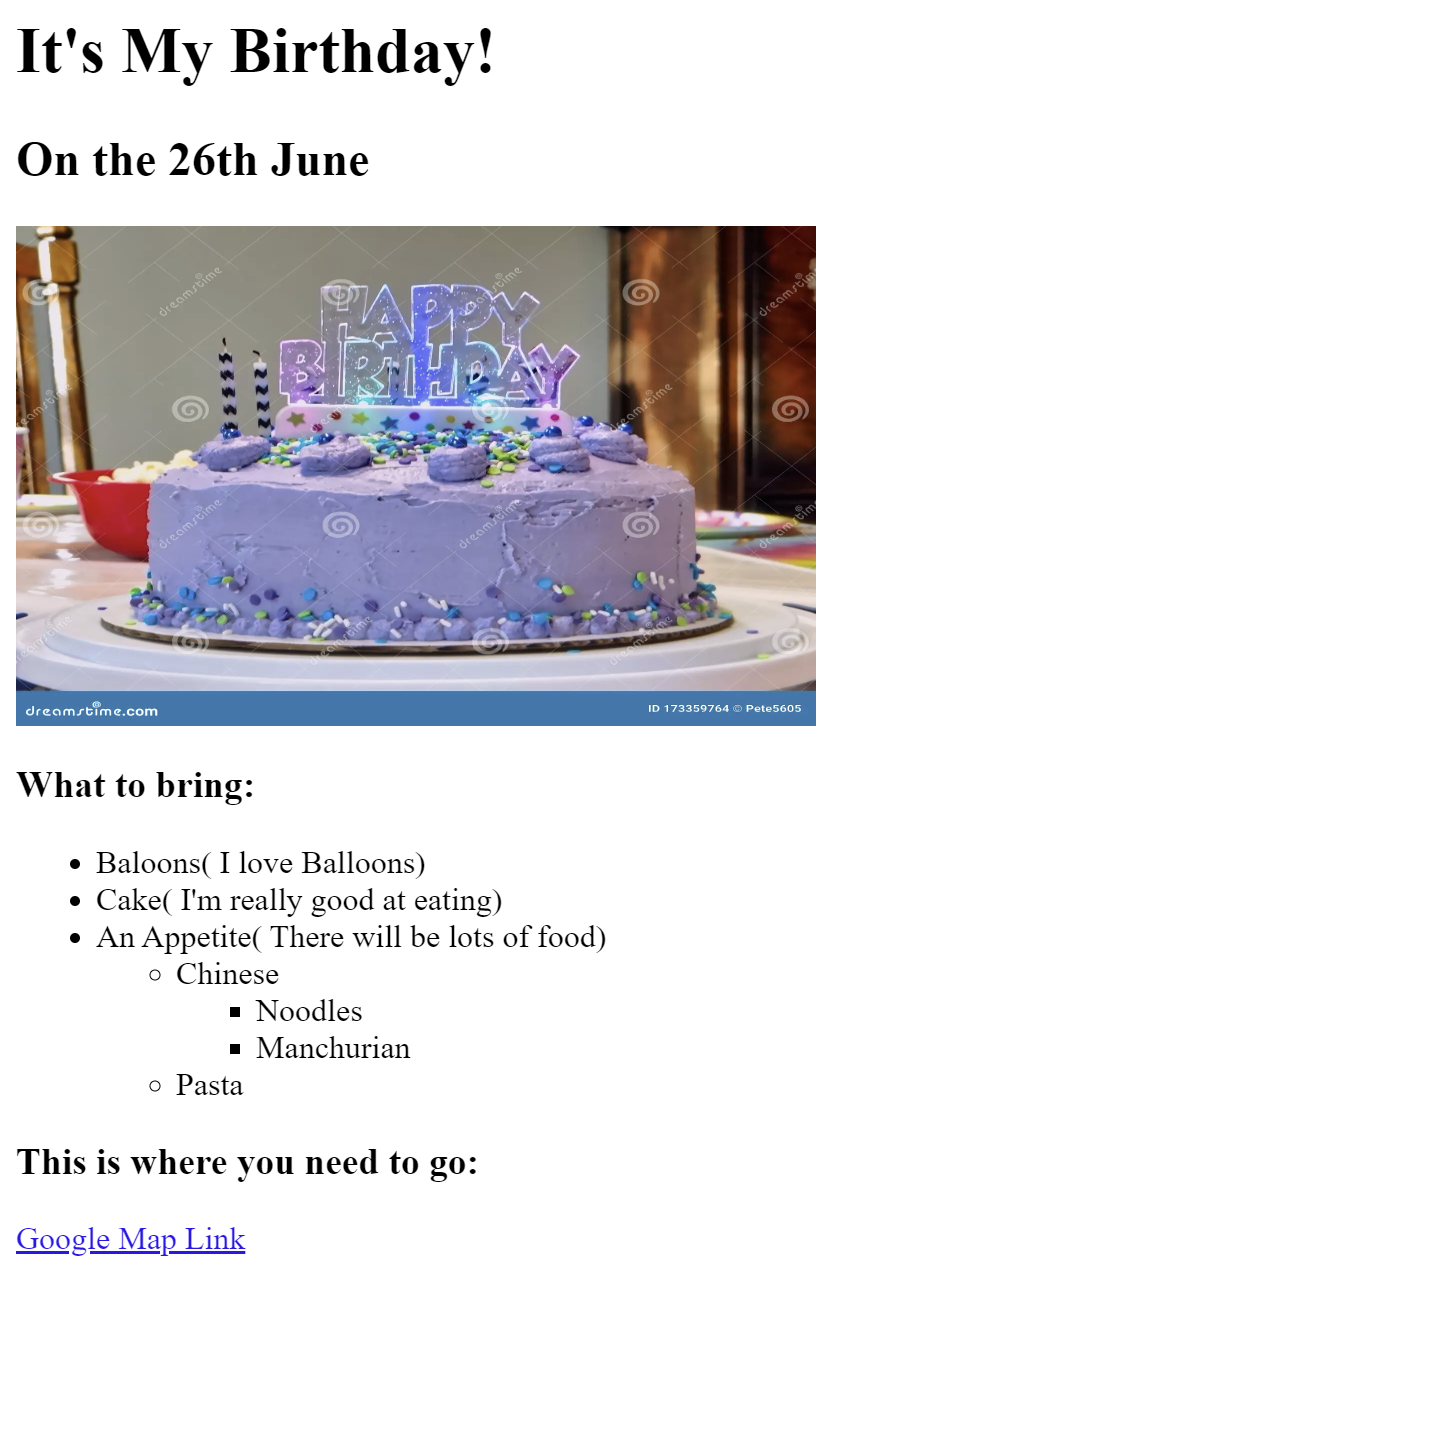 It's My Birthday!
On the 26th June
HAPPY
BIRTHDAY
dreamstime.com
ID 173359764 © Pete5605
What to bring:
Baloons( I love Balloons)
Cake( I'm really good at eating)
An Appetite( There will be lots of food)
Chinese
Noodles
Manchurian
Pasta
This is where you need to go:
Google Map Link